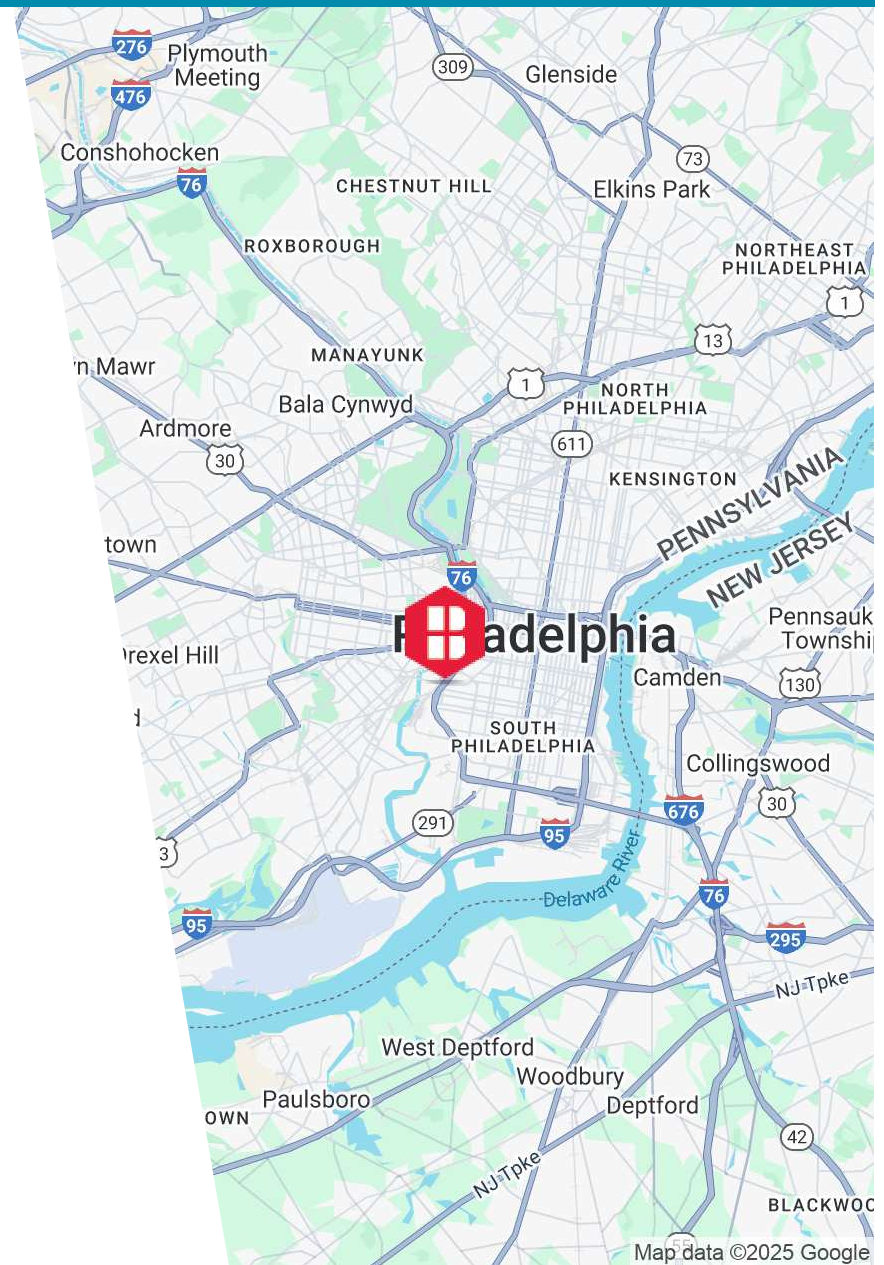 276
Plymouth
Meeting
476
309
Glenside
Conshohocken
73
76
CHESTNUT HILL
Elkins Park
ROXBOROUGH
NORTHEAST
PHILADELPHIA
1
13
MANAYUNK
n Mawr
1
NORTH
PHILADELPHIA
Bala Cynwyd
Ardmore
611
30
KENSINGTON
PENNSYLVANIA
NEW JERSEY
town
76
adelphia
Pennsauk
Township
rexel Hill
Camden
130
d
SOUTH
PHILADELPHIA
Collingswood
30
676
291
95
3
Delaware River
76
95
295
NJ Tpke
West Deptford
Woodbury
Paulsboro
Deptford
OWN
42
NJ Tpke
BLACKWOO
55
Map data ©2025 Google